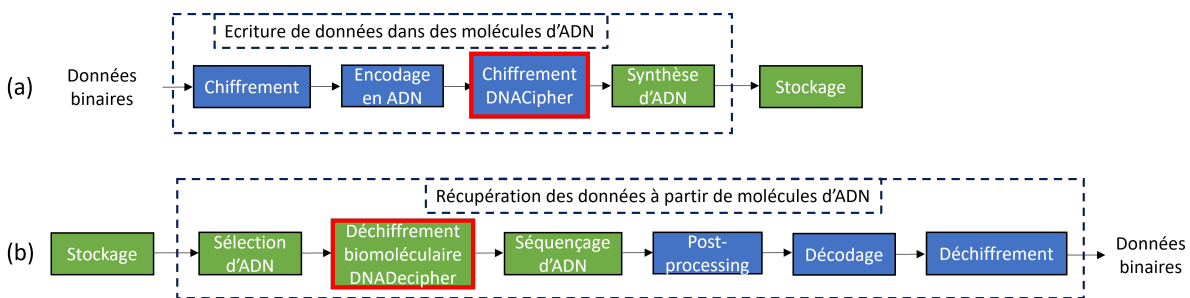 Ecriture de données dans des molécules d'ADN
(a)
Données
binaires
Chiffrement
Encodage
en ADN
Chiffrement
DNACipher
Synthèse
d'ADN
Stockage
Récupération des données à partir de molécules d'ADN
(b)
Stockage
Sélection
d'ADN
Déchiffrement
biomoléculaire
DNADecipher
Séquençage
d'ADN
Post-
processing
Décodage
Déchiffrement
Données
binaires